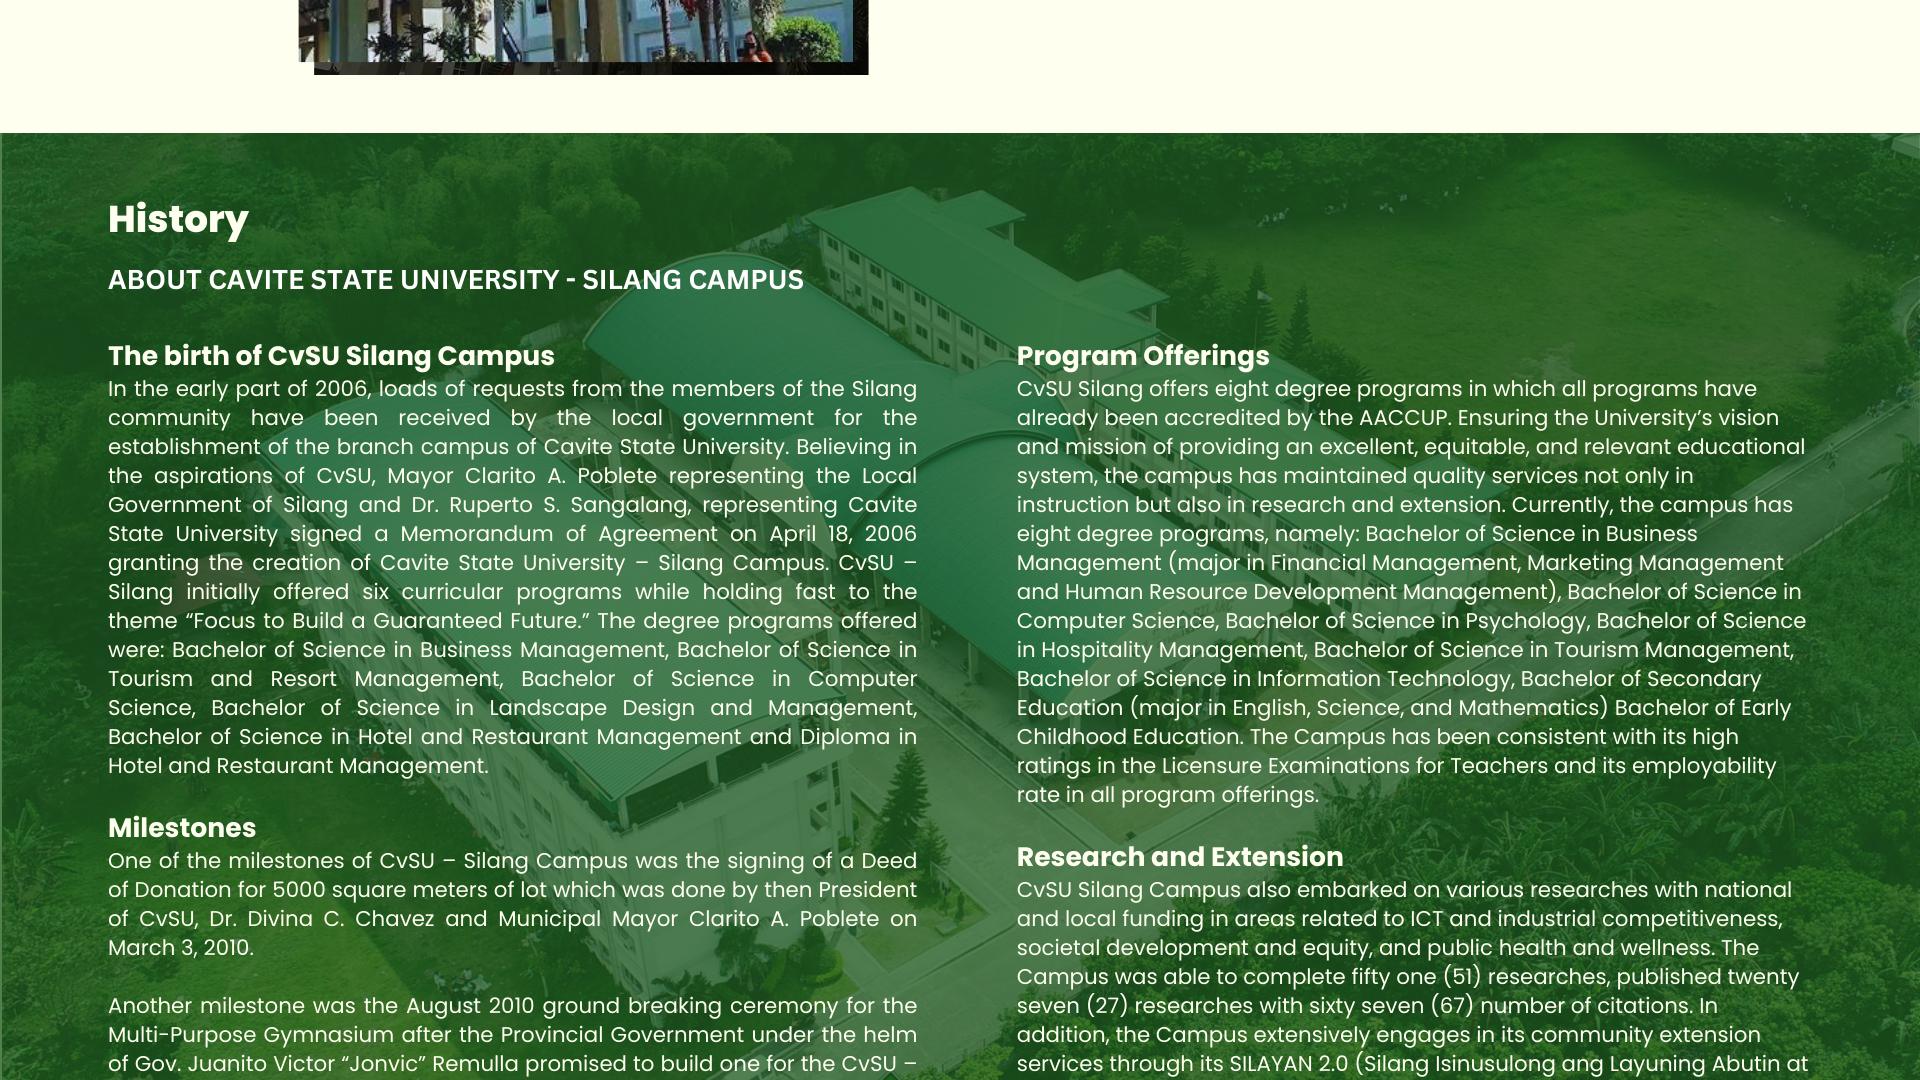 History
ABOUT CAVITE STATE UNIVERSITY - SILANG CAMPUS
The birth of CvSU Silang Campus
In the early part of 2006, loads of requests from the members of the Silang
community have been received by the local government for the
establishment of the branch campus of Cavite State University. Believing in
the aspirations of CvSU, Mayor Clarito A. Poblete representing the Local
Government of Silang and Dr. Ruperto S. Sangalang, representing Cavite
State University signed a Memorandum of Agreement on April 18, 2006
granting the creation of Cavite State University – Silang Campus. CvSU –
Silang initially offered six curricular programs while holding fast to the
theme “Focus to Build a Guaranteed Future.” The degree programs offered
were: Bachelor of Science in Business Management, Bachelor of Science in
Tourism and Resort Management, Bachelor of Science in Computer
Science, Bachelor of Science in Landscape Design and Management,
Bachelor of Science in Hotel and Restaurant Management and Diploma in
Hotel and Restaurant Management.
Milestones
One of the milestones of CvSU – Silang Campus was the signing of a Deed
of Donation for 5000 square meters of lot which was done by then President
of CvSU, Dr. Divina C. Chavez and Municipal Mayor Clarito A. Poblete on
March 3, 2010.
Another milestone was the August 2010 ground breaking ceremony for the
Multi-Purpose Gymnasium after the Provincial Government under the helm
of Gov. Juanito Victor “Jonvic” Remulla promised to build one for the CvSU –
Program Offerings
CvSU Silang offers eight degree programs in which all programs have
already been accredited by the AACCUP. Ensuring the University’s vision
and mission of providing an excellent, equitable, and relevant educational
system, the campus has maintained quality services not only in
instruction but also in research and extension. Currently, the campus has
eight degree programs, namely: Bachelor of Science in Business
Management (major in Financial Management, Marketing Management
and Human Resource Development Management), Bachelor of Science in
Computer Science, Bachelor of Science in Psychology, Bachelor of Science
in Hospitality Management, Bachelor of Science in Tourism Management,
Bachelor of Science in Information Technology, Bachelor of Secondary
Education (major in English, Science, and Mathematics) Bachelor of Early
Childhood Education. The Campus has been consistent with its high
ratings in the Licensure Examinations for Teachers and its employability
rate in all program offerings.
Research and Extension
CvSU Silang Campus also embarked on various researches with national
and local funding in areas related to ICT and industrial competitiveness,
societal development and equity, and public health and wellness. The
Campus was able to complete fifty one (51) researches, published twenty
seven (27) researches with sixty seven (67) number of citations. In
addition, the Campus extensively engages in its community extension
services through its SILAYAN 2.0 (Silang Isinusulong ang Layuning Abutin at